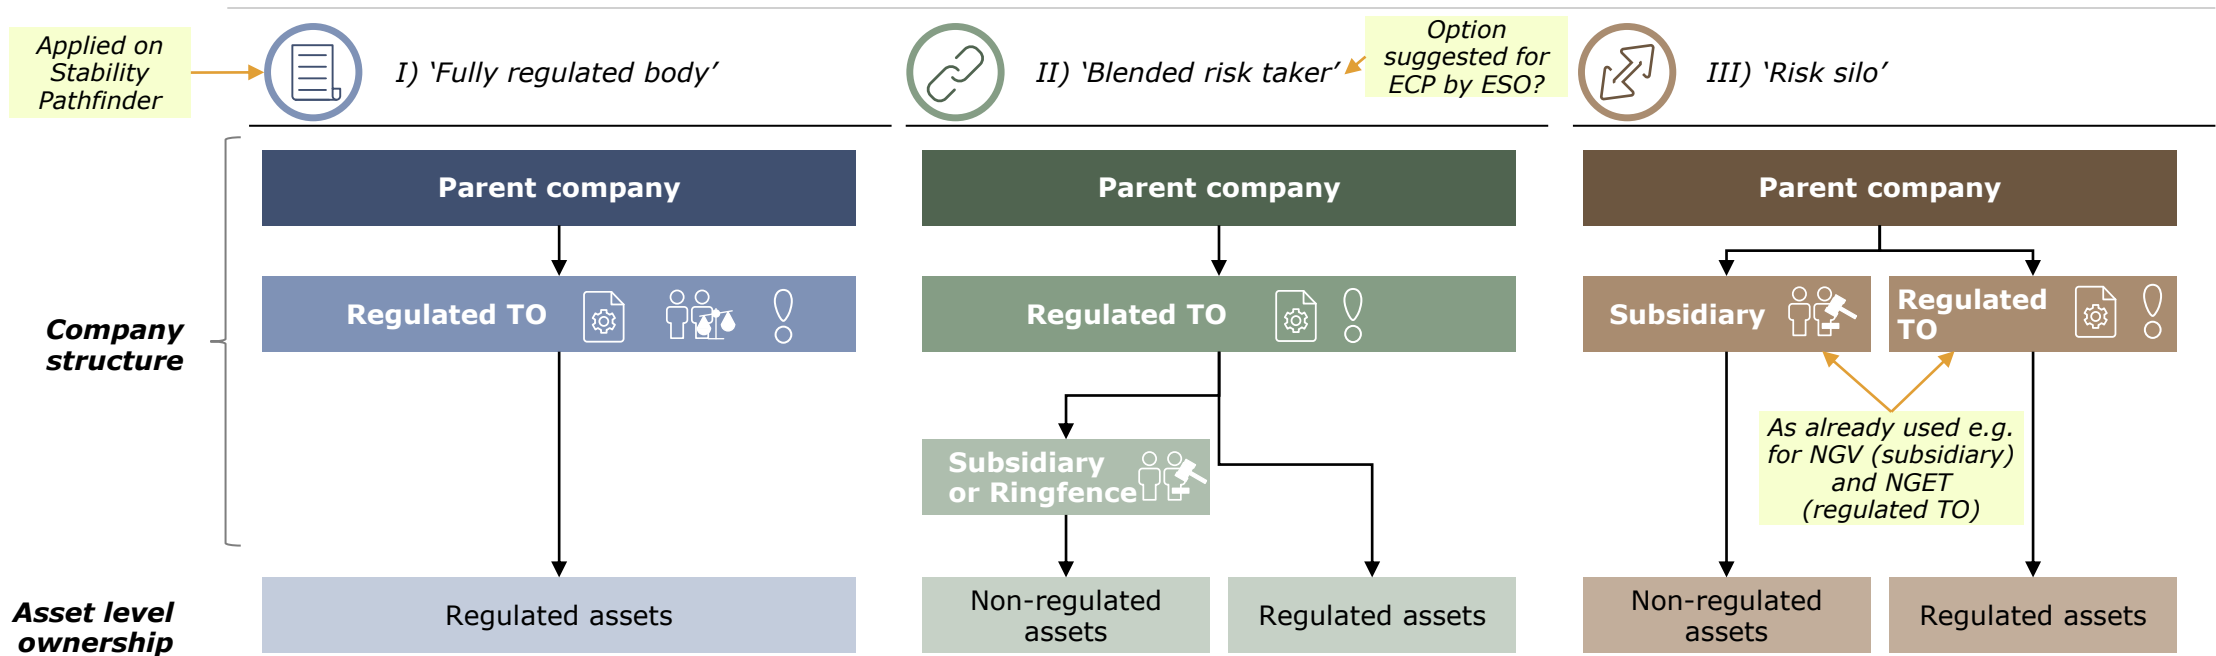 Applied on
Stability
Pathfinder
I) ‘Fully regulated body’
II) ‘Blended risk taker’
Option
suggested for
ECP by ESO?
III) ‘Risk silo’
Company
structure
Parent company
Regulated TO
Parent company
Regulated TO
Subsidiary
or Ringfence
Parent company
Subsidiary
Regulated
TO
As already used e.g.
for NGV (subsidiary)
and NGET
(regulated TO)
Asset level
ownership
Regulated assets
Non-regulated
assets
Regulated assets
Non-regulated
assets
Regulated assets